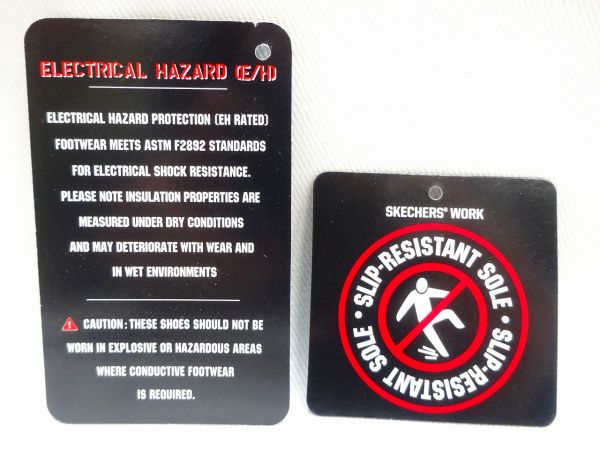 ELECTRICAL HAZARD (E/H)
ELECTRICAL HAZARD PROTECTION (EH RATED)
FOOTWEAR MEETS ASTM F2892 STANDARDS
FOR ELECTRICAL SHOCK RESISTANCE.
PLEASE NOTE INSULATION PROPERTIES ARE
MEASURED UNDER DRY CONDITIONS
AND MAY DETERIORATE WITH WEAR AND
IN WET ENVIRONMENTS
CAUTION: THESE SHOES SHOULD NOT BE
WORN IN EXPLOSIVE OR HAZARDOUS AREAS
WHERE CONDUCTIVE FOOTWEAR
IS REQUIRED.
SKECHERS® WORK
SLIP-RESISTANT SOLE •
SLIP-RESISTANT SOLE •